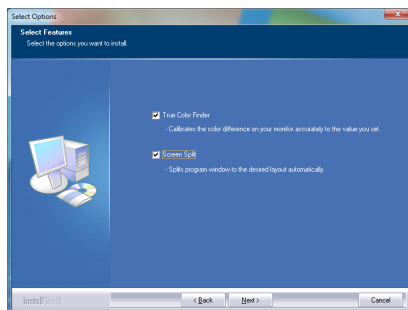 Select Options
Select Features
Select the options you want to install.
True Color Finder
- Calibrates the color difference on your monitor accurately to the value you set.
Screen Split
- Splits program window to the desired layout automatically.
InstallShield
< Back
Next >
Cancel